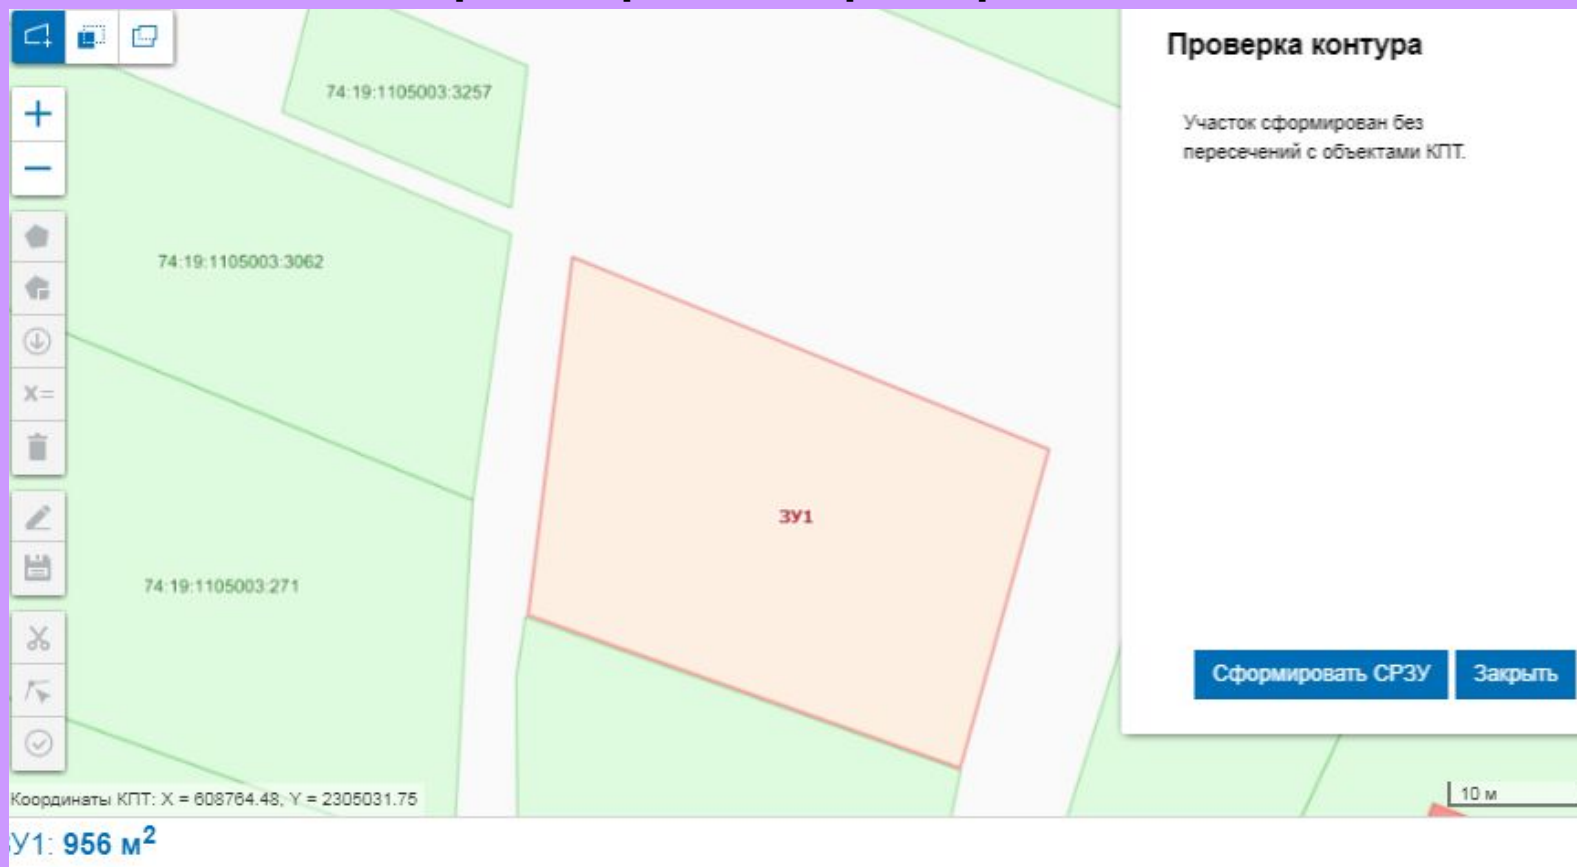 Проверка контура
74:19:1105003:3257
Участок сформирован без
пересечений с объектами КПТ.
74:19:1105003:3062
ЗУ1
74:19:1105003:271
X=
Сформировать СРЗУ Закрыть
Координаты КПТ: X = 608764.48, Y = 2305031.75
10 м
ЗУ1: 956 м²